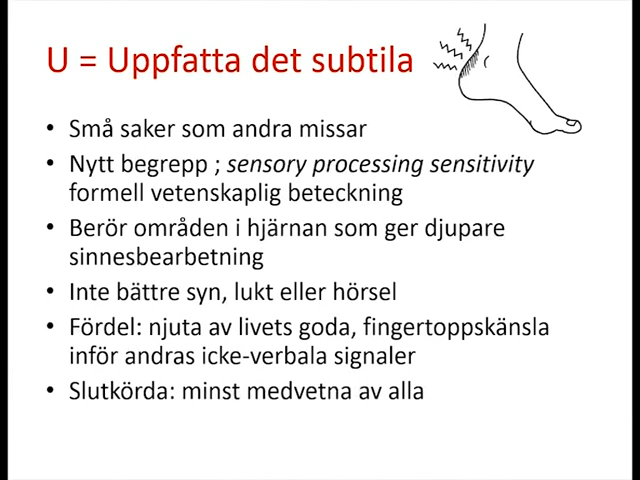 U = Uppfatta det subtila
• Små saker som andra missar
• Nytt begrepp ; sensory processing sensitivity
formell vetenskaplig beteckning
• Berör områden i hjärnan som ger djupare
sinnesbearbetning
• Inte bättre syn, lukt eller hörsel
• Fördel: njuta av livets goda, fingertoppskänsla
inför andras icke-verbala signaler
• Slutkörda: minst medvetna av alla